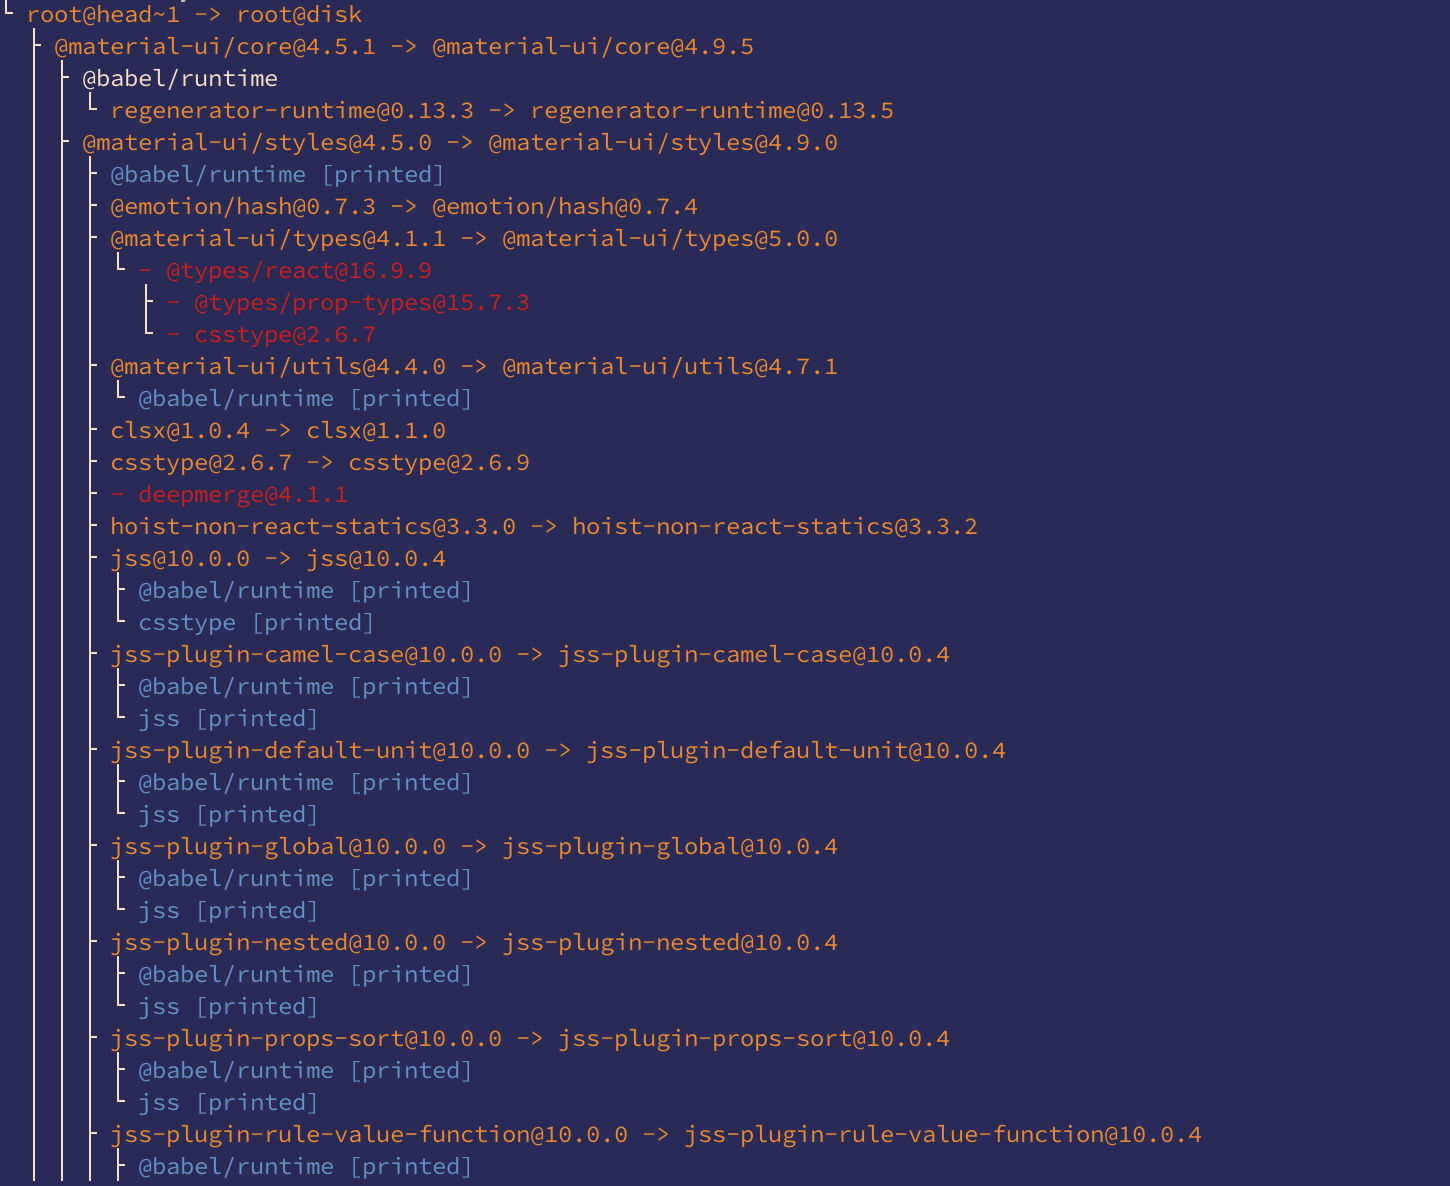 root@head~1 -> root@disk
@material-ui/core@4.5.1 -> @material-ui/core@4.9.5
@babel/runtime
regenerator-runtime@0.13.3 -> regenerator-runtime@0.13.5
@material-ui/styles@4.5.0 -> @material-ui/styles@4.9.0
@babel/runtime [printed]
@emotion/hash@0.7.3 -> @emotion/hash@0.7.4
@material-ui/types@4.1.1 -> @material-ui/types@5.0.0
- @types/react@16.9.9
- @types/prop-types@15.7.3
- csstype@2.6.7
@material-ui/utils@4.4.0 -> @material-ui/utils@4.7.1
@babel/runtime [printed]
clsx@1.0.4 -> clsx@1.1.0
csstype@2.6.7 -> csstype@2.6.9
- deepmerge@4.1.1
hoist-non-react-statics@3.3.0 -> hoist-non-react-statics@3.3.2
jss@10.0.0 -> jss@10.0.4
@babel/runtime [printed]
csstype [printed]
jss-plugin-camel-case@10.0.0 -> jss-plugin-camel-case@10.0.4
@babel/runtime [printed]
jss [printed]
jss-plugin-default-unit@10.0.0 -> jss-plugin-default-unit@10.0.4
@babel/runtime [printed]
jss [printed]
jss-plugin-global@10.0.0 -> jss-plugin-global@10.0.4
@babel/runtime [printed]
jss [printed]
jss-plugin-nested@10.0.0 -> jss-plugin-nested@10.0.4
@babel/runtime [printed]
jss [printed]
jss-plugin-props-sort@10.0.0 -> jss-plugin-props-sort@10.0.4
@babel/runtime [printed]
jss [printed]
jss-plugin-rule-value-function@10.0.0 -> jss-plugin-rule-value-function@10.0.4
@babel/runtime [printed]